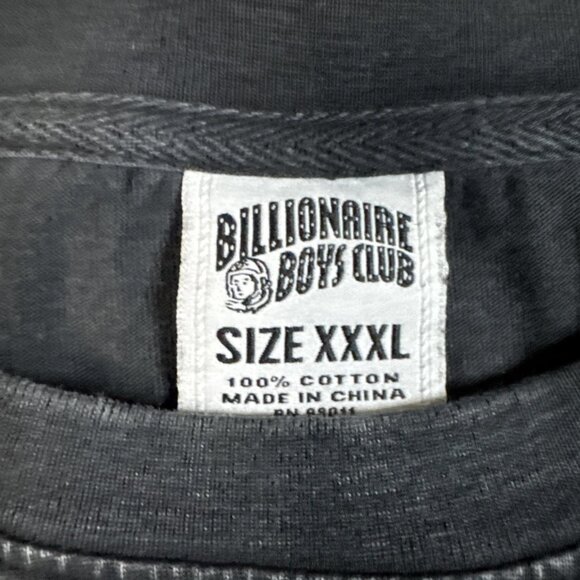 BILLIONAIRE
BOYS CLUB
SIZE XXXL
100% COTTON
MADE IN CHINA